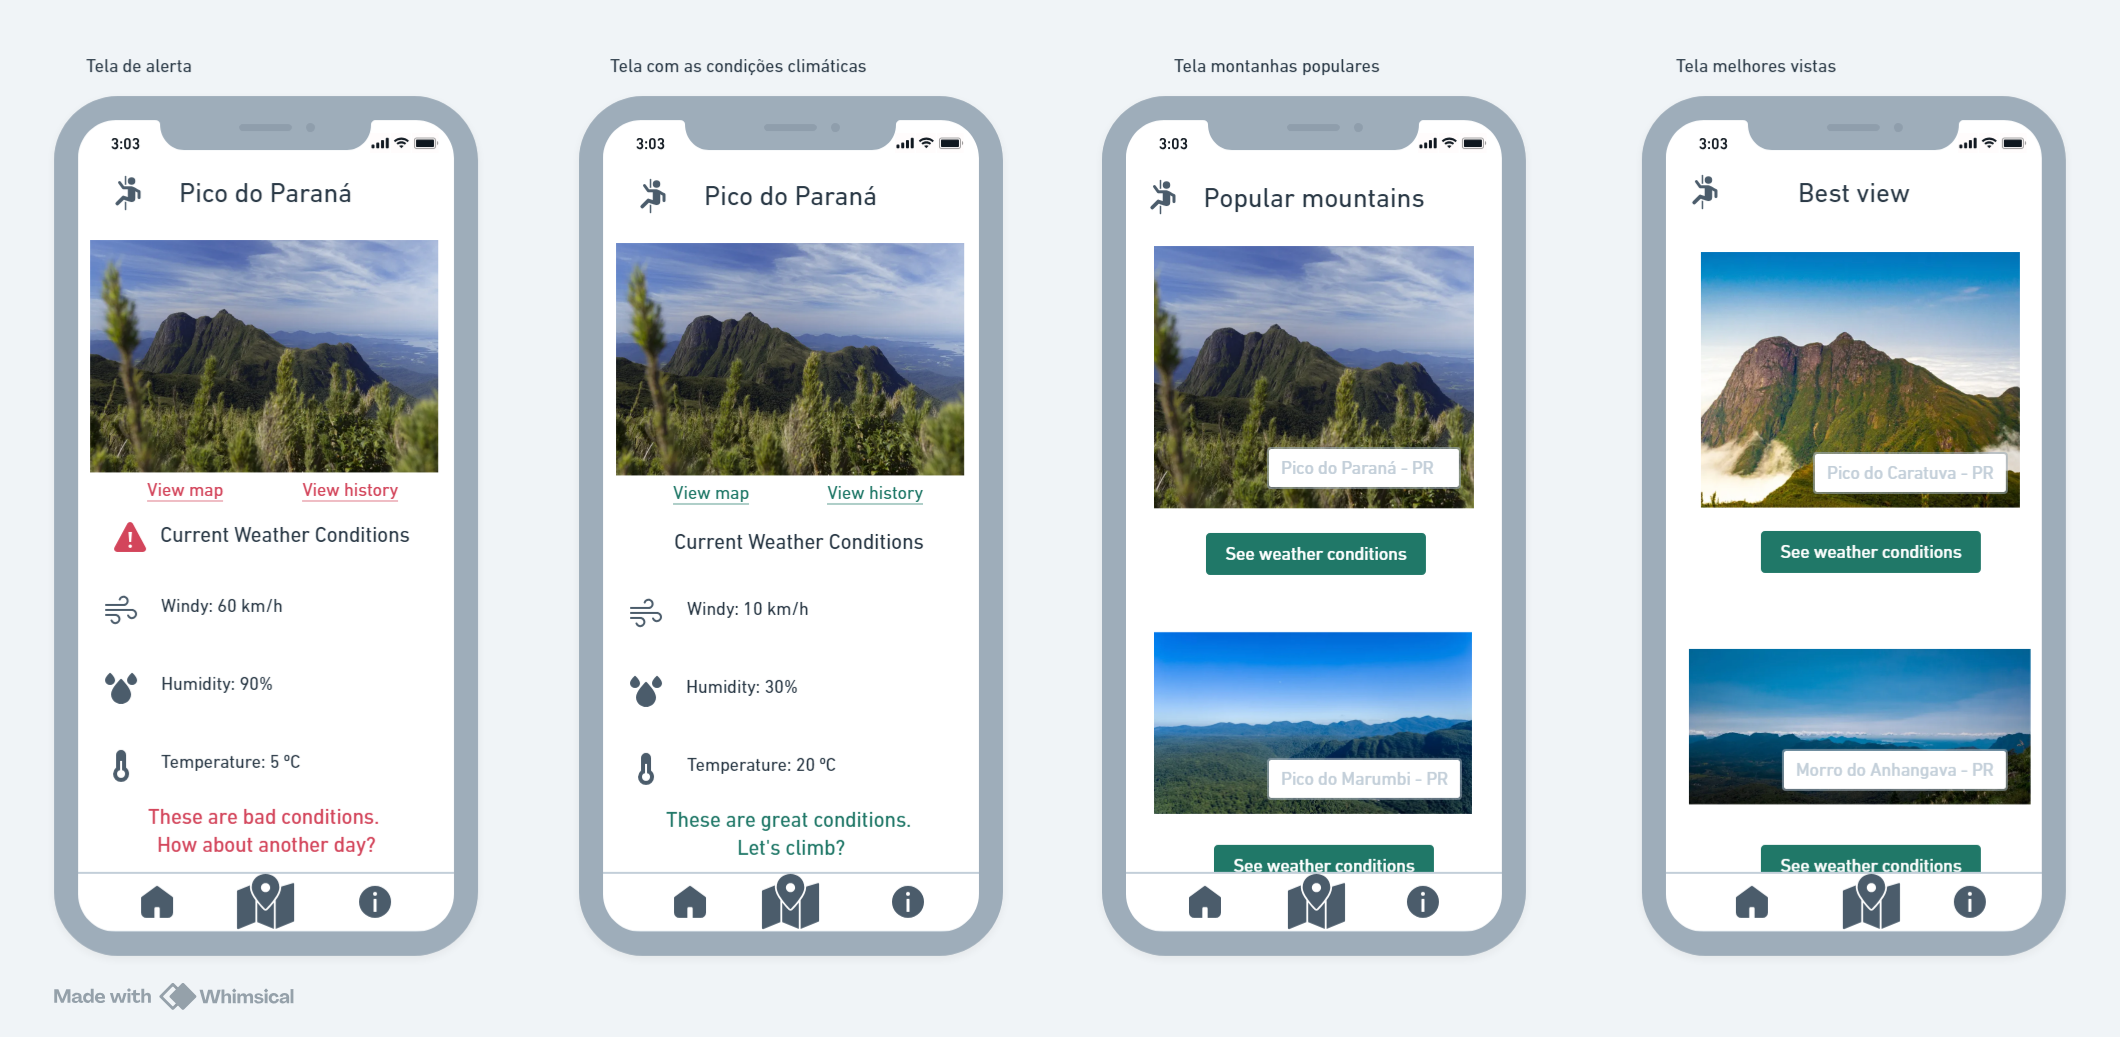 Tela de alerta
3:03
Pico do Paraná
View map
View history
Current Weather Conditions
Windy: 60 km/h
Humidity: 90%
Temperature: 5 ºC
These are bad conditions.
How about another day?
Tela com as condições climáticas
3:03
Pico do Paraná
View map
View history
Current Weather Conditions
Windy: 10 km/h
Humidity: 30%
Temperature: 20 ºC
These are great conditions.
Let's climb?
Tela montanhas populares
3:03
Popular mountains
Pico do Paraná - PR
See weather conditions
Pico do Marumbi - PR
See weather conditions
Tela melhores vistas
3:03
Best view
Pico do Caratuva - PR
See weather conditions
Morro do Anhangava - PR
See weather conditions
Made with Whimsical